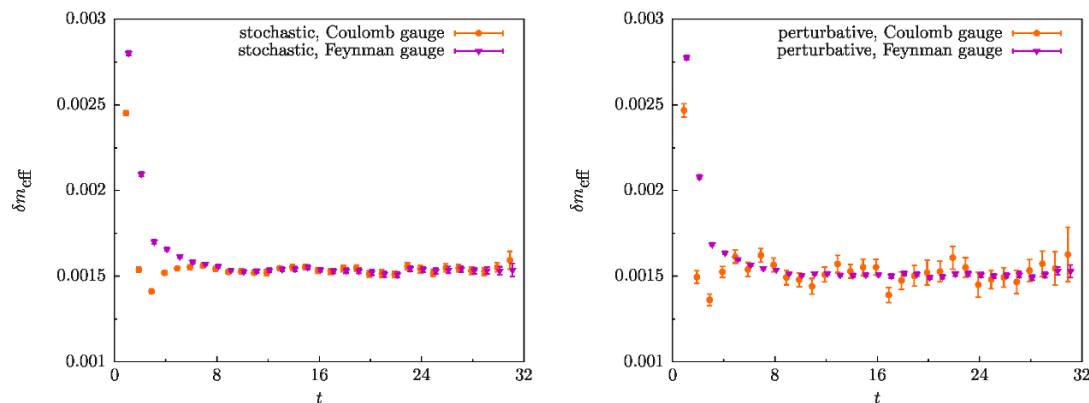 stochastic, Coulomb gauge
stochastic, Feynman gauge
0.003
0.0025
0.002
0.0015
0.001
δm_eff
0 8 16 24 32
t
perturbative, Coulomb gauge
perturbative, Feynman gauge
0.003
0.0025
0.002
0.0015
0.001
δm_eff
0 8 16 24 32
t